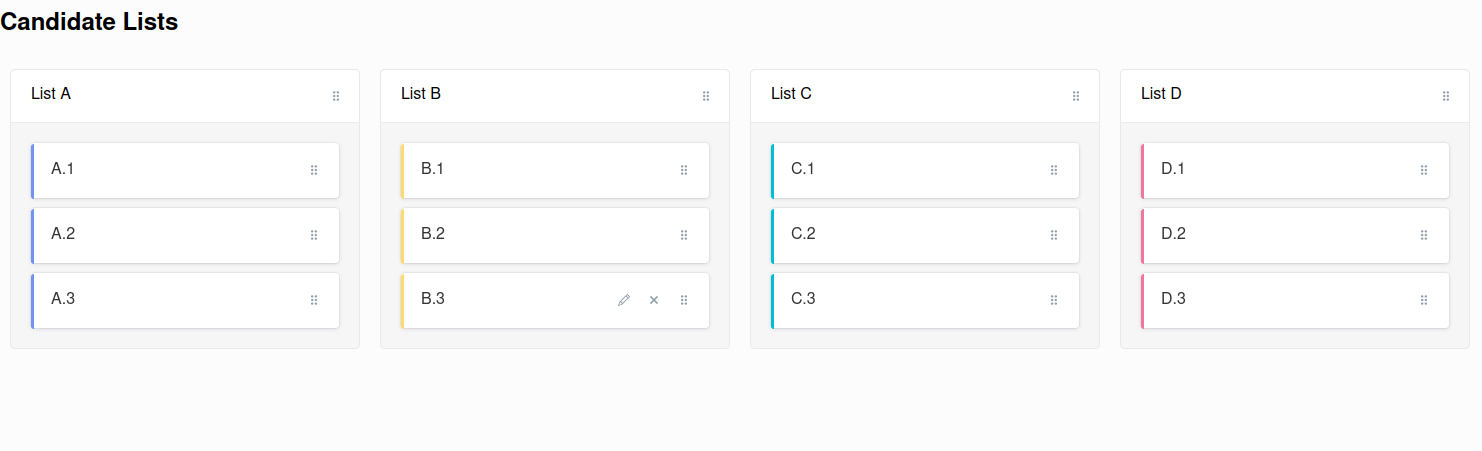 Candidate Lists
List A
A.1
A.2
A.3
List B
B.1
B.2
B.3
List C
C.1
C.2
C.3
List D
D.1
D.2
D.3